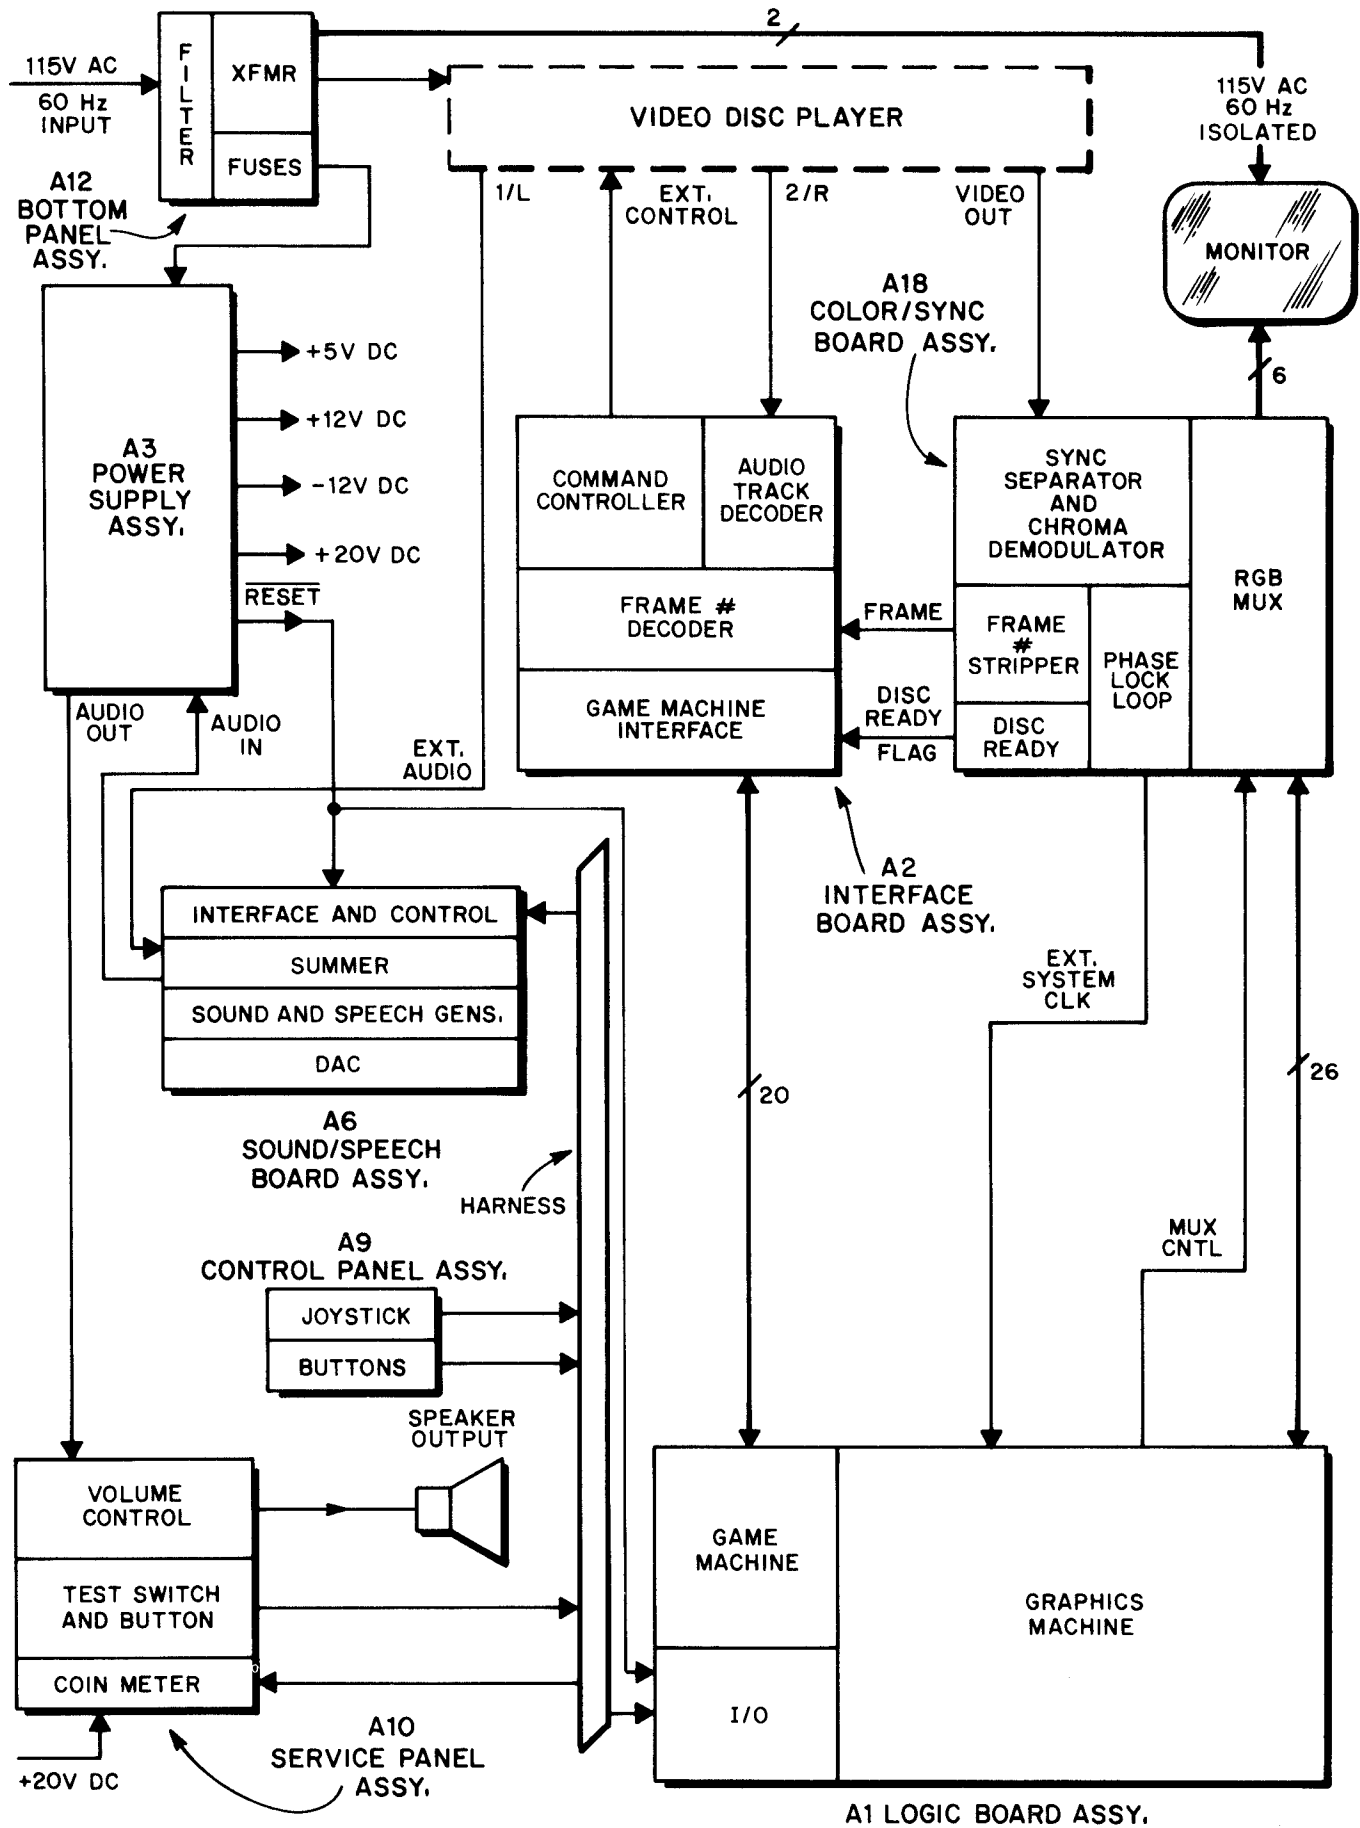 2
115V AC
60 Hz
INPUT
FILTER
XFMR
FUSES
A12
BOTTOM
PANEL
ASSY.
VIDEO DISC PLAYER
115V AC
60 Hz
ISOLATED
MONITOR
6
1/L
EXT.
CONTROL
2/R
VIDEO
OUT
A18
COLOR/SYNC
BOARD ASSY.
A3
POWER
SUPPLY
ASSY.
+5V DC
+12V DC
-12V DC
+20V DC
RESET
AUDIO
OUT
AUDIO
IN
EXT.
AUDIO
COMMAND
CONTROLLER
AUDIO
TRACK
DECODER
FRAME #
DECODER
GAME MACHINE
INTERFACE
FRAME
DISC
READY
FLAG
SYNC
SEPARATOR
AND
CHROMA
DEMODULATOR
FRAME
#
STRIPPER
DISC
READY
PHASE
LOCK
LOOP
RGB
MUX
A2
INTERFACE
BOARD ASSY.
INTERFACE AND CONTROL
SUMMER
SOUND AND SPEECH GENS.
DAC
A6
SOUND/SPEECH
BOARD ASSY.
HARNESS
EXT.
SYSTEM
CLK
20
26
MUX
CNTL
A9
CONTROL PANEL ASSY.
JOYSTICK
BUTTONS
SPEAKER
OUTPUT
VOLUME
CONTROL
TEST SWITCH
AND BUTTON
COIN METER
+20V DC
A10
SERVICE PANEL
ASSY.
GAME
MACHINE
I/O
GRAPHICS
MACHINE
A1 LOGIC BOARD ASSY.